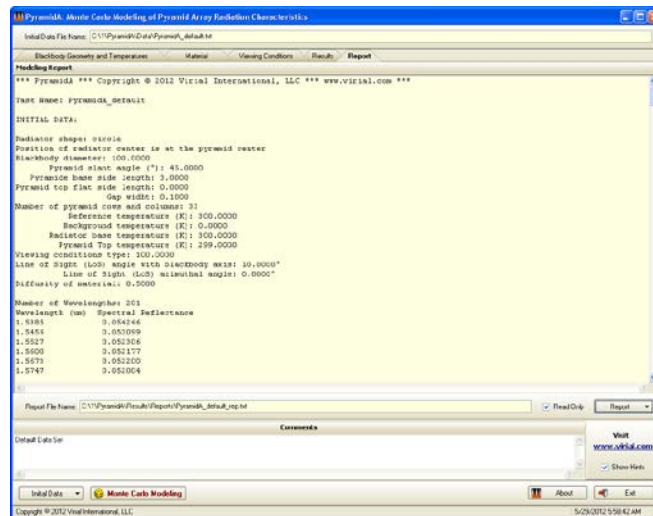 PyramidA: Monte Carlo Modeling of Pyramid Array Radiation Characteristics
Initial Data File Name: C:\1\PyramidA\Data\PyramidA_default.txt
Blackbody Geometry and Temperatures Material Viewing Conditions Results Report
Modeling Report
*** PyramidA *** Copyright © 2012 Virial International, LLC *** www.virial.com ***
Task Name: PyramidA_default
INITIAL DATA:
Radiator shape: circle
Position of radiator center is at the pyramid center
Blackbody diameter: 100.0000
Pyramid slant angle (°): 45.0000
Pyramide base side length: 3.0000
Pyramid top flat side length: 0.0000
Gap width: 0.1000
Number of pyramid rows and columns: 33
Reference temperature (K): 300.0000
Background temperature (K): 0.0000
Radiator base temperature (K): 300.0000
Pyramid Top temperature (K): 299.0000
Viewing conditions type: 100.0000
Line of Sight (LoS) angle with blackbody axis: 10.0000°
Line of Sight (LoS) azimuthal angle: 0.0000°
Diffusity of material: 0.5000
Number of Wavelengths: 201
Wavelength (um) Spectral Reflectance
1.5385 0.054246
1.5456 0.053099
1.5527 0.052306
1.5600 0.052177
1.5673 0.052200
1.5747 0.052004
Report File Name: C:\1\PyramidA\Results\Reports\PyramidA_default_rep.txt Read Only Report
Comments
Default Data Set
Visit
www.virial.com
Show Hints
Initial Data Monte Carlo Modeling About Exit
Copyright © 2012 Virial International, LLC 5/29/2012 5:58:42 AM